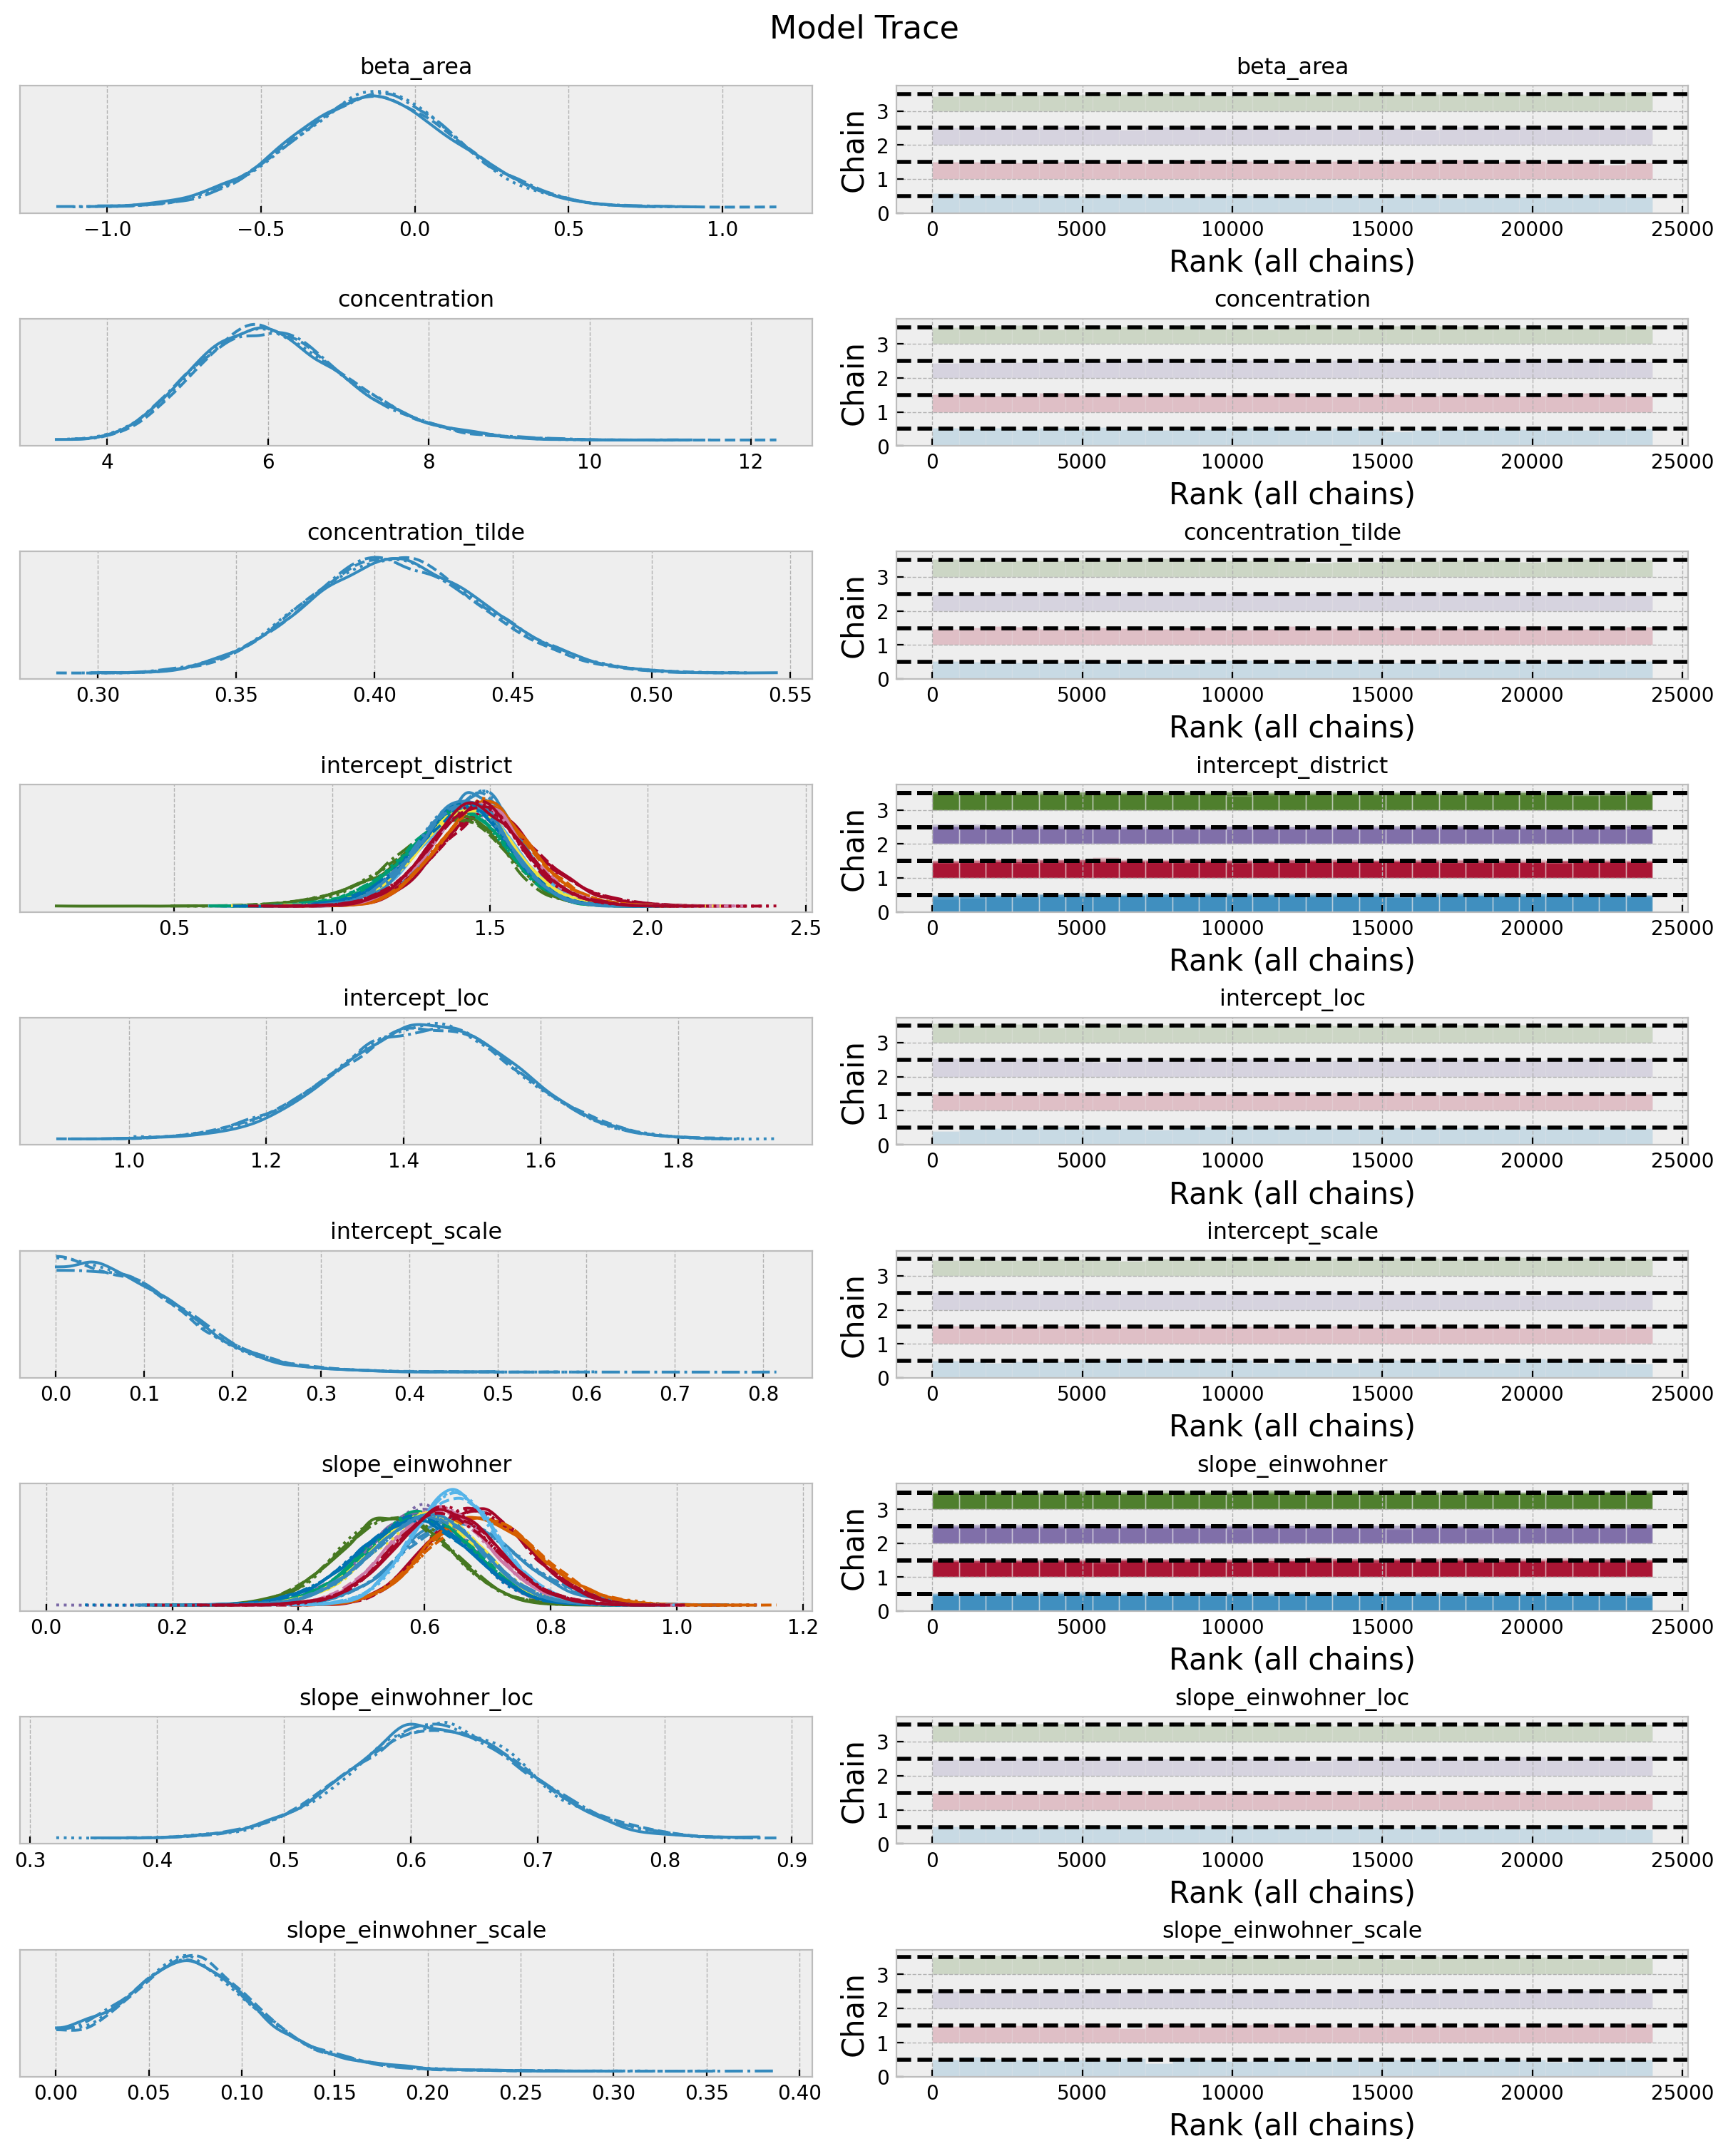 Model Trace
beta_area
−1.0 −0.5 0.0 0.5 1.0
beta_area
Chain
3
2
1
0
0 5000 10000 15000 20000 25000
Rank (all chains)
concentration
4 6 8 10 12
concentration
Chain
3
2
1
0
0 5000 10000 15000 20000 25000
Rank (all chains)
concentration_tilde
0.30 0.35 0.40 0.45 0.50 0.55
concentration_tilde
Chain
3
2
1
0
0 5000 10000 15000 20000 25000
Rank (all chains)
intercept_district
0.5 1.0 1.5 2.0 2.5
intercept_district
Chain
3
2
1
0
0 5000 10000 15000 20000 25000
Rank (all chains)
intercept_loc
1.0 1.2 1.4 1.6 1.8
intercept_loc
Chain
3
2
1
0
0 5000 10000 15000 20000 25000
Rank (all chains)
intercept_scale
0.0 0.1 0.2 0.3 0.4 0.5 0.6 0.7 0.8
intercept_scale
Chain
3
2
1
0
0 5000 10000 15000 20000 25000
Rank (all chains)
slope_einwohner
0.0 0.2 0.4 0.6 0.8 1.0 1.2
slope_einwohner
Chain
3
2
1
0
0 5000 10000 15000 20000 25000
Rank (all chains)
slope_einwohner_loc
0.3 0.4 0.5 0.6 0.7 0.8 0.9
slope_einwohner_loc
Chain
3
2
1
0
0 5000 10000 15000 20000 25000
Rank (all chains)
slope_einwohner_scale
0.00 0.05 0.10 0.15 0.20 0.25 0.30 0.35 0.40
slope_einwohner_scale
Chain
3
2
1
0
0 5000 10000 15000 20000 25000
Rank (all chains)